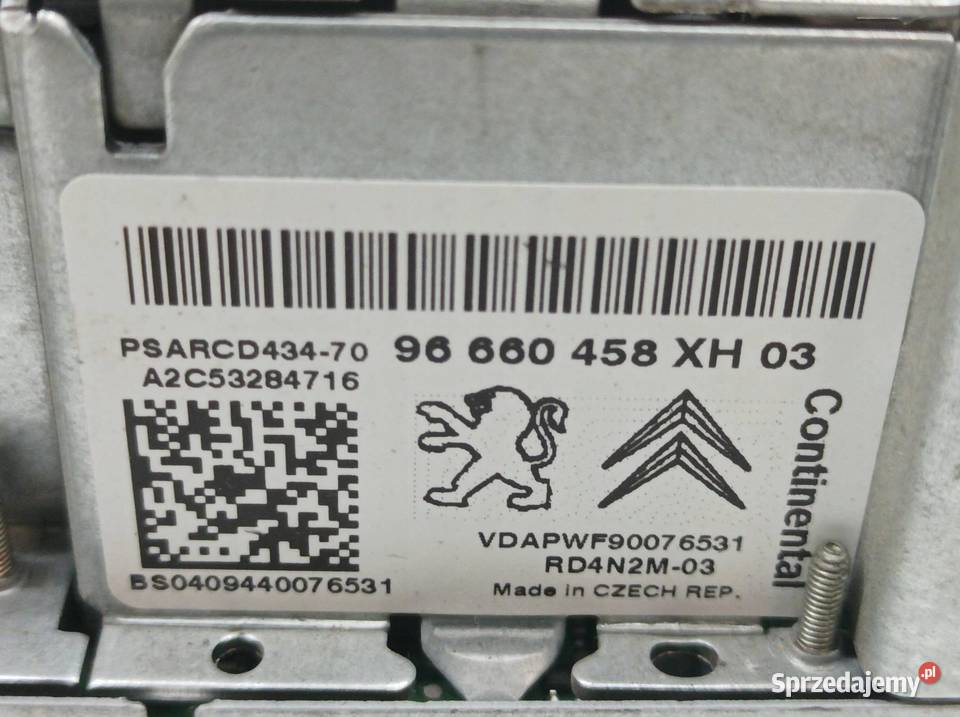 PSARCD434-70 96 660 458 XH 03
A2C53284716
Continental
VDAPWF90076531
RD4N2M-03
BS0409440076531
Made in CZECH REP.
Sprzedajemy.pl